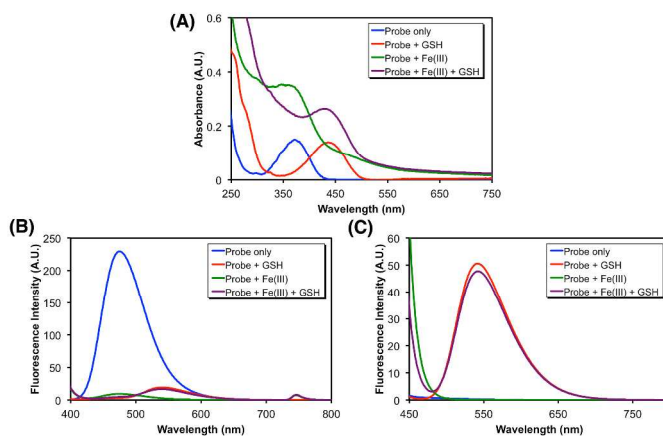 (A)
0.6
0.4
0.2
0
Absorbance (A.U.)
Probe only
Probe + GSH
Probe + Fe(III)
Probe + Fe(III) + GSH
250 350 450 550 650 750
Wavelength (nm)
(B)
250
200
150
100
50
0
Fluorescence Intensity (A.U.)
Probe only
Probe + GSH
Probe + Fe(III)
Probe + Fe(III) + GSH
400 500 600 700 800
Wavelength (nm)
(C)
60
50
40
30
20
10
0
Fluorescence Intensity (A.U.)
Probe only
Probe + GSH
Probe + Fe(III)
Probe + Fe(III) + GSH
450 550 650 750
Wavelength (nm)